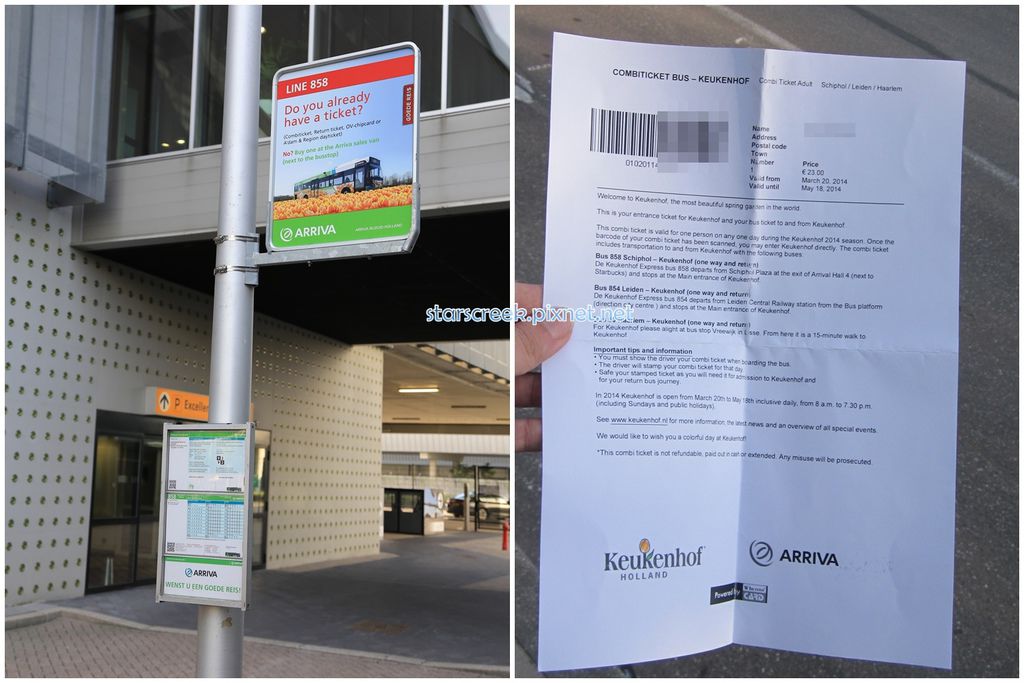 LINE 858
Do you already
have a ticket?
(Combiticket, Return ticket, OV-chipcard or
A'dam & Region dayticket)
No? Buy one at the Arriva sales van
(next to the busstop)
GOEDE REIS
ARRIVA
P Excellen
858
ARRIVA
WENST U EEN GOEDE REIS!
starscreek.pixnet.net
COMBITICKET BUS – KEUKENHOF Combi Ticket Adult Schiphol / Leiden / Haarlem
0102011
Name
Address
Postal code
Town
Number Price
1 € 23.00
Valid from March 20, 2014
Valid until May 18, 2014
Welcome to Keukenhof, the most beautiful spring garden in the world.
This is your entrance ticket for Keukenhof and your bus ticket to and from Keukenhof.
This combi ticket is valid for one person on any one day during the Keukenhof 2014 season. Once the
barcode of your combi ticket has been scanned, you may enter Keukenhof directly. The combi ticket
includes transportation to and from Keukenhof with the following buses:
Bus 858 Schiphol – Keukenhof (one way and return)
De Keukenhof Express bus 858 departs from Schiphol Plaza at the exit of Arrival Hall 4 (next to
Starbucks) and stops at the Main entrance of Keukenhof.
Bus 854 Leiden – Keukenhof (one way and return)
De Keukenhof Express bus 854 departs from Leiden Central Railway station from the Bus platform
(direction city centre) and stops at the Main Entrance of Keukenhof.
– Keukenhof (one way and return)
For Keukenhof please alight at bus stop Vreewijk in Lisse. From here it is a 15-minute walk to
Keukenhof
Important tips and information
• You must show the driver your combi ticket when boarding the bus.
• The driver will stamp your combi ticket for that day.
• Safe your stamped ticket as you will need it for admission to Keukenhof and
for your return bus journey.
In 2014 Keukenhof is open from March 20th to May 18th inclusive daily, from 8 a.m. to 7:30 p.m.
(including Sundays and public holidays).
See www.keukenhof.nl for more information, the latest news and an overview of all special events.
We would like to wish you a colorful day at Keukenhof!
*This combi ticket is not refundable, paid out in cash or extended. Any misuse will be prosecuted.
Keukenhof
HOLLAND
ARRIVA
Powered by
CARD